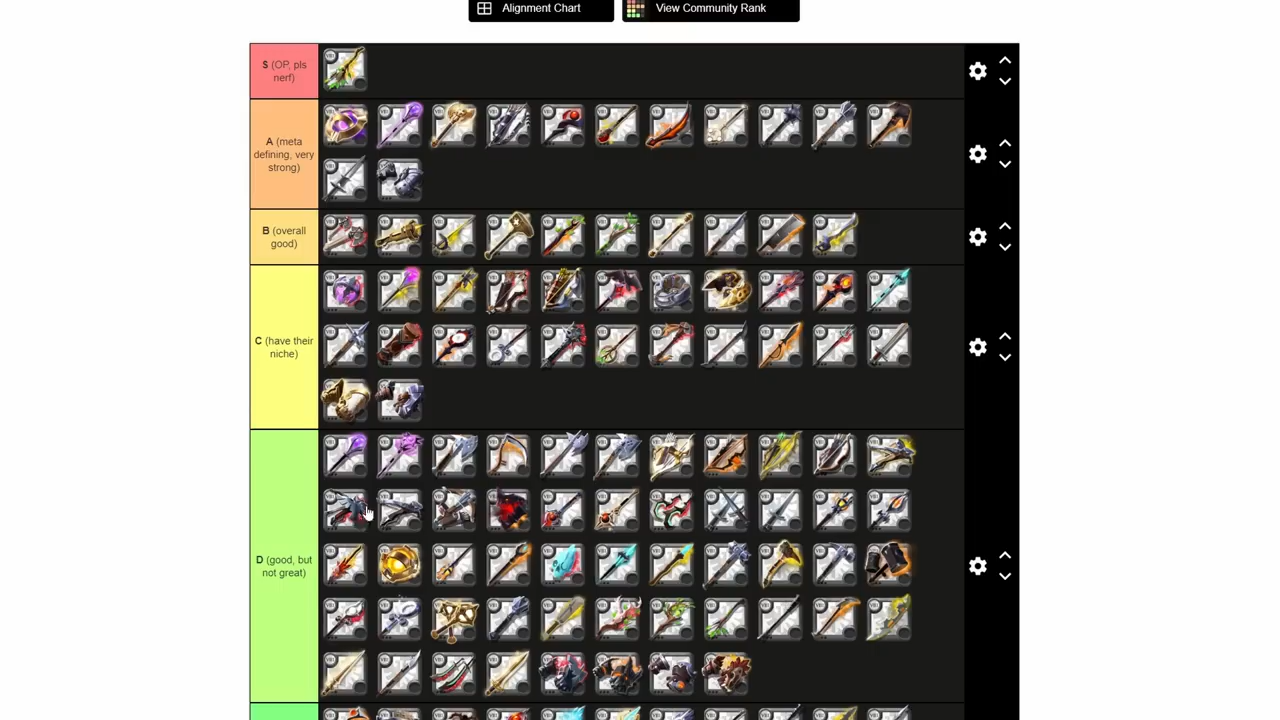 Alignment Chart
View Community Rank
S (OP, pls
nerf)
A (meta
defining, very
strong)
B (overall
good)
C (have their
niche)
D (good, but
not great)